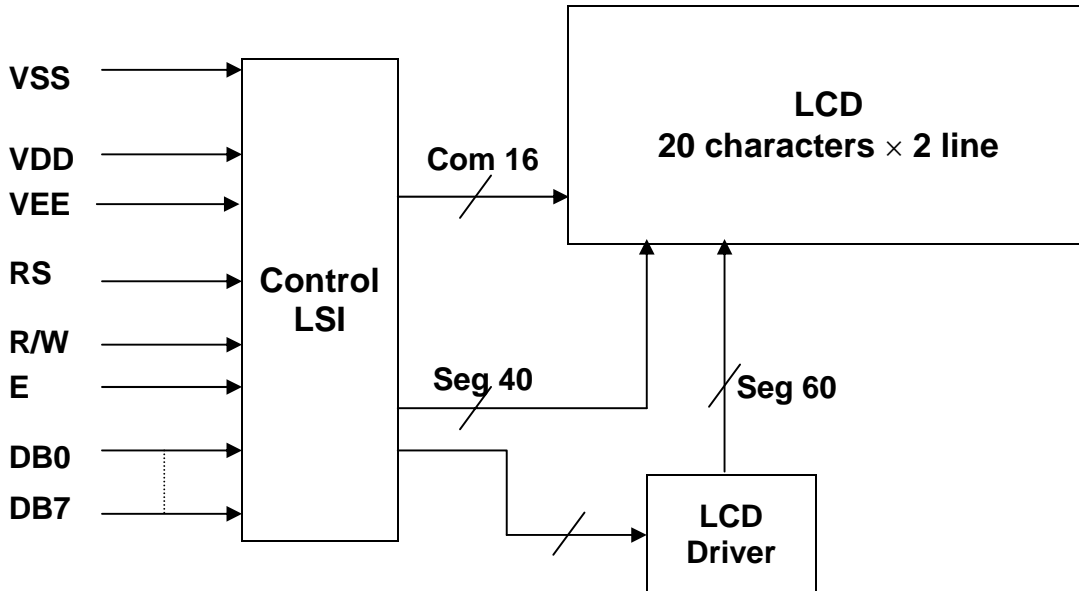 VSS
VDD
VEE
RS
R/W
E
DB0
DB7
Control
LSI
Com 16
Seg 40
LCD
20 characters × 2 line
Seg 60
LCD
Driver